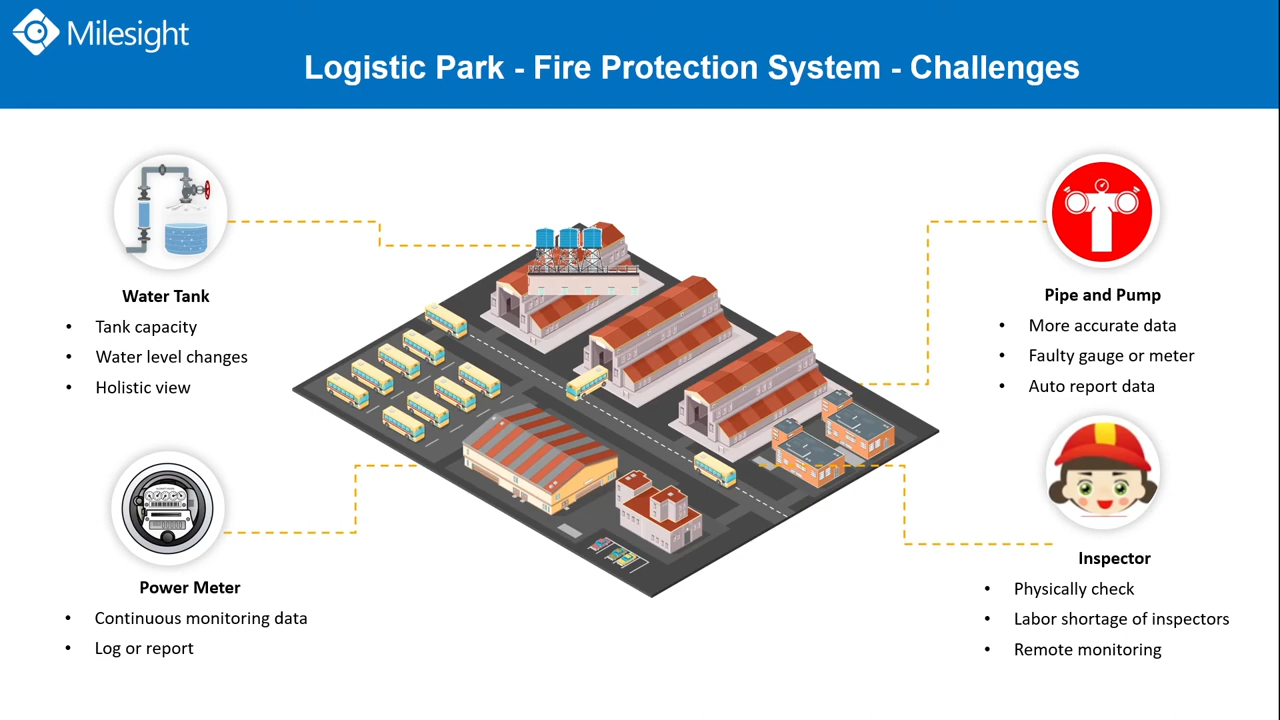 Milesight
Logistic Park - Fire Protection System - Challenges
Water Tank
• Tank capacity
• Water level changes
• Holistic view
Power Meter
• Continuous monitoring data
• Log or report
Pipe and Pump
• More accurate data
• Faulty gauge or meter
• Auto report data
Inspector
• Physically check
• Labor shortage of inspectors
• Remote monitoring